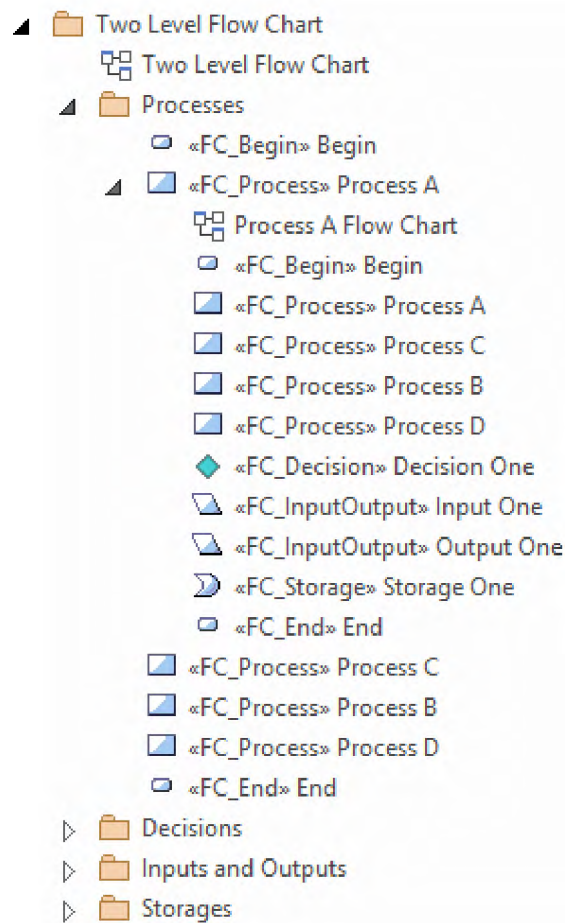 Two Level Flow Chart
Two Level Flow Chart
Processes
«FC_Begin» Begin
«FC_Process» Process A
Process A Flow Chart
«FC_Begin» Begin
«FC_Process» Process A
«FC_Process» Process C
«FC_Process» Process B
«FC_Process» Process D
«FC_Decision» Decision One
«FC_InputOutput» Input One
«FC_InputOutput» Output One
«FC_Storage» Storage One
«FC_End» End
«FC_Process» Process C
«FC_Process» Process B
«FC_Process» Process D
«FC_End» End
Decisions
Inputs and Outputs
Storages